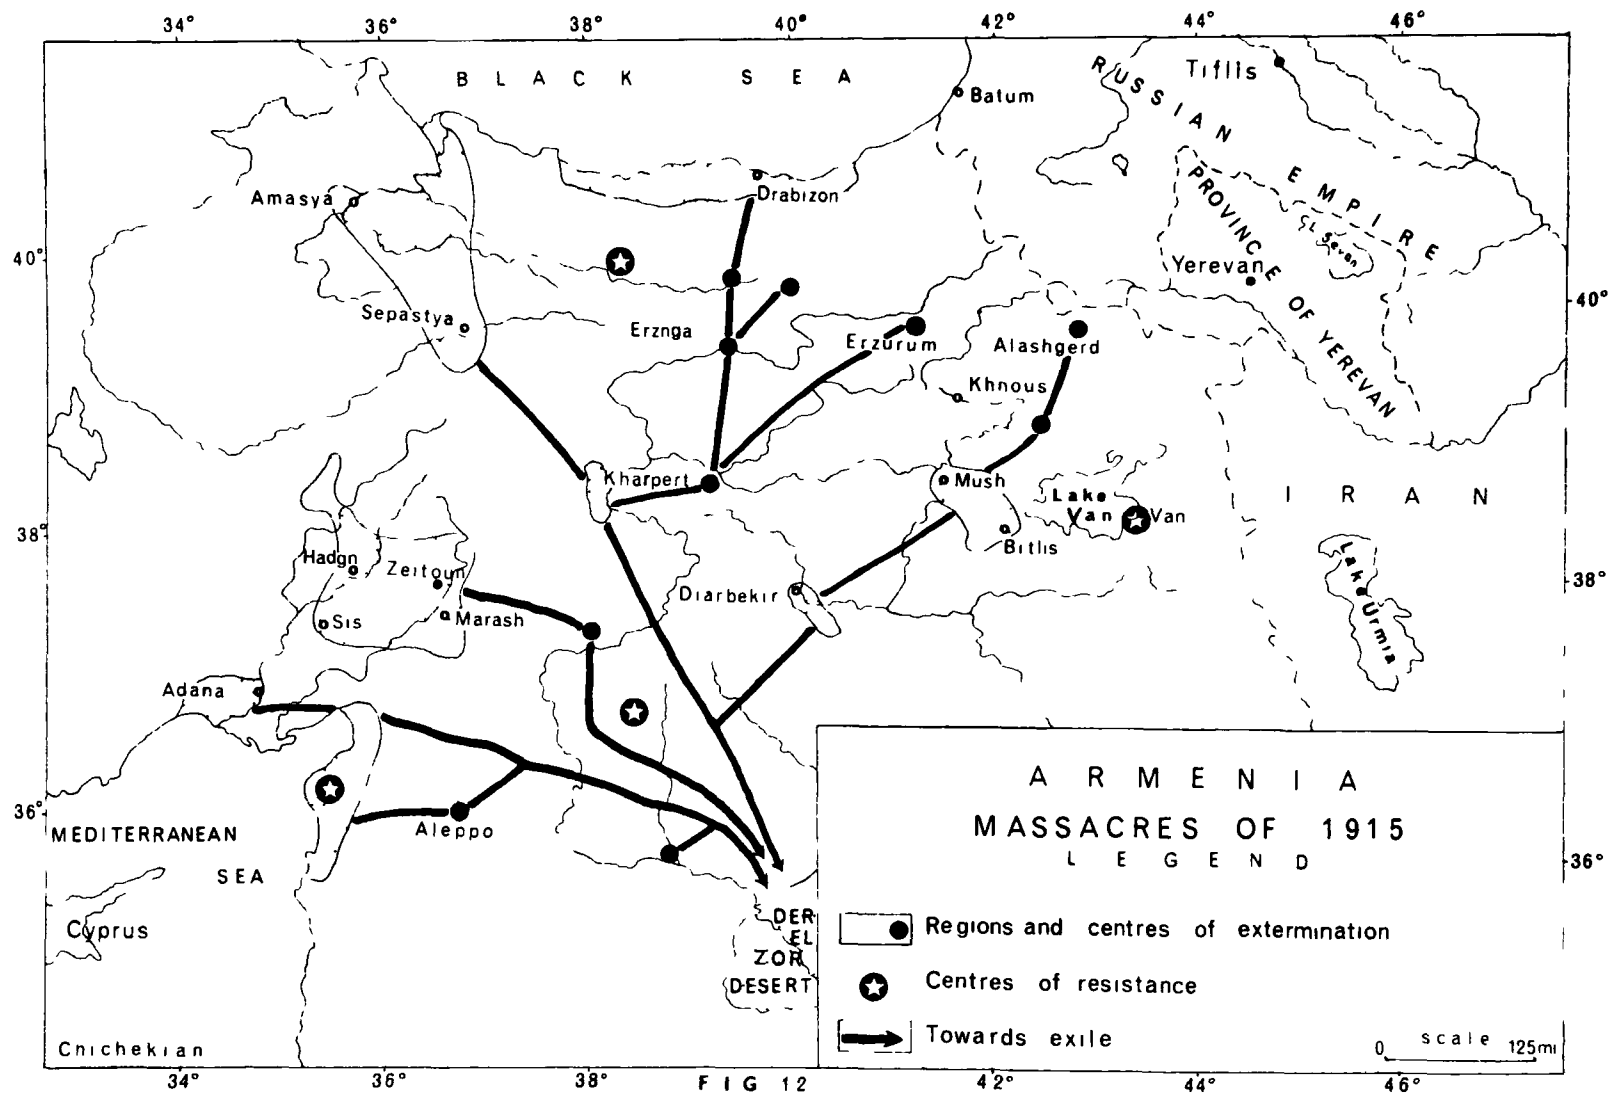 34° 36° 38° 40° 42° 44° 46°
BLACK SEA
RUSSIAN EMPIRE
Tiflis
Batum
Amasya
Drabizon
PROVINCE OF YEREVAN
L. Sevan
40°
Yerevan
40°
Sepastya
Erznga
Erzurum
Alashgerd
Khnous
Kharpert
Mush
Lake Van
Van
IRAN
38°
Bitlis
Hadgn
Zeitoun
Diarbekir
38°
Lake Urmia
Sis
Marash
Adana
36°
Aleppo
MEDITERRANEAN
SEA
Cyprus
DER
EL
ZOR
DESERT
ARMENIA
MASSACRES OF 1915
LEGEND
36°
Regions and centres of extermination
Centres of resistance
Towards exile
scale
0 125mi
Chichekian
34° 36° 38° FIG 12 42° 44° 46°